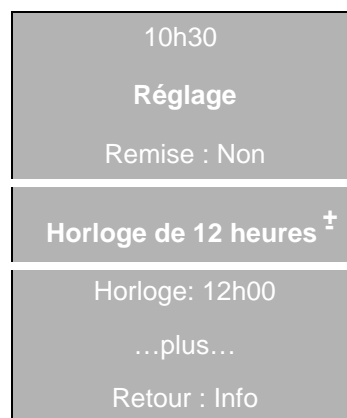 10h30
Réglage
Remise : Non
Horloge de 12 heures ±
Horloge: 12h00
…plus…
Retour : Info